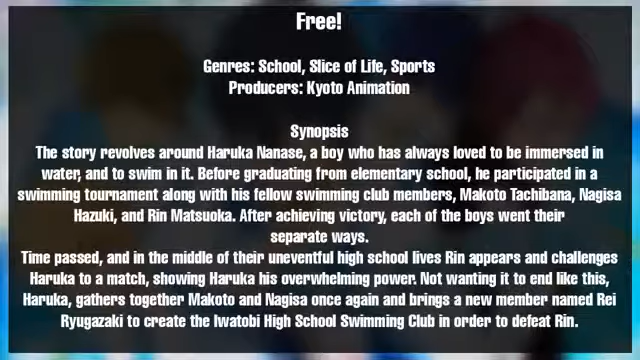 Free!
Genres: School, Slice of Life, Sports
Producers: Kyoto Animation
Synopsis
The story revolves around Haruka Nanase, a boy who has always loved to be immersed in
water, and to swim in it. Before graduating from elementary school, he participated in a
swimming tournament along with his fellow swimming club members, Makoto Tachibana, Nagisa
Hazuki, and Rin Matsuoka. After achieving victory, each of the boys went their
separate ways.
Time passed, and in the middle of their uneventful high school lives Rin appears and challenges
Haruka to a match, showing Haruka his overwhelming power. Not wanting it to end like this,
Haruka, gathers together Makoto and Nagisa once again and brings a new member named Rei
Ryugazaki to create the Iwatobi High School Swimming Club in order to defeat Rin.